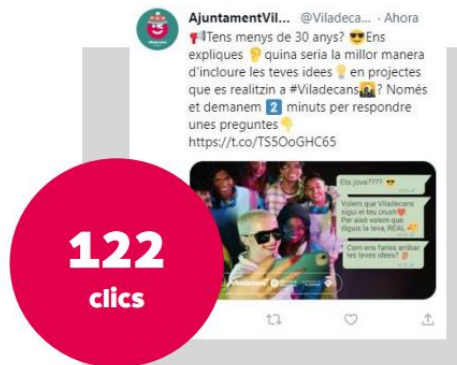 AjuntamentVil... @Viladeca... · Ahora
📢Tens menys de 30 anys? 😎Ens
expliques 👂 quina seria la millor manera
d'incloure les teves idees 💡 en projectes
que es realitzin a #Viladecans🌇? Només
et demanem 2️⃣ minuts per respondre
unes preguntes👇
https://t.co/TS5OoGHC65
Ets jove???? 😎
Volem que Viladecans
sigui el teu crush❤
Per això volem que
diguis la teva, REAL
Com ens faries arribar
les teves idees?
Viladecans
122
clics